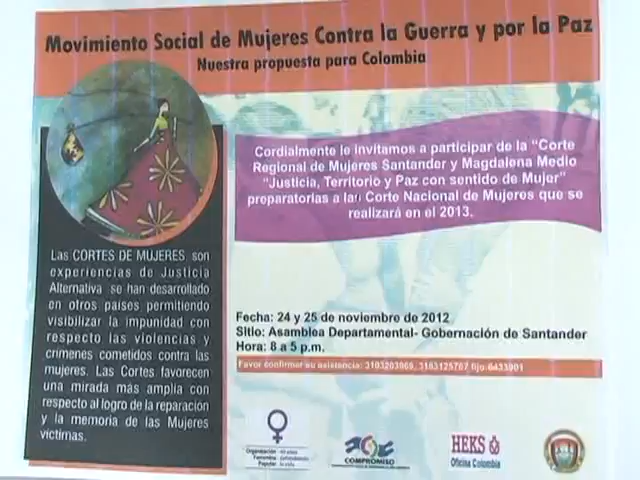 Movimiento Social de Mujeres Contra la Guerra y por la Paz
Nuestra propuesta para Colombia
Cordialmente le invitamos a participar de la "Corte
Regional de Mujeres Santander y Magdalena Medio
"Justicia, Territorio y Paz con sentido de Mujer"
preparatorias a las Corte Nacional de Mujeres que se
realizará en el 2013.
Las CORTES DE MUJERES son
experiencias de Justicia
Alternativa se han desarrollado
en otros países permitiendo
visibilizar la impunidad con
respecto las violencias y
crímenes cometidos contra las
mujeres. Las Cortes favorecen
una mirada más amplia con
respecto al logro de la reparación
y la memoria de las Mujeres
víctimas.
Fecha: 24 y 25 de noviembre de 2012
Sitio: Asamblea Departamental- Gobernación de Santander
Hora: 8 a 5 p.m.
Favor confirmar su asistencia: fijo:6433901
Organización
Femenina
Popular
COMPROMISO
HEKS
Oficina Colombia